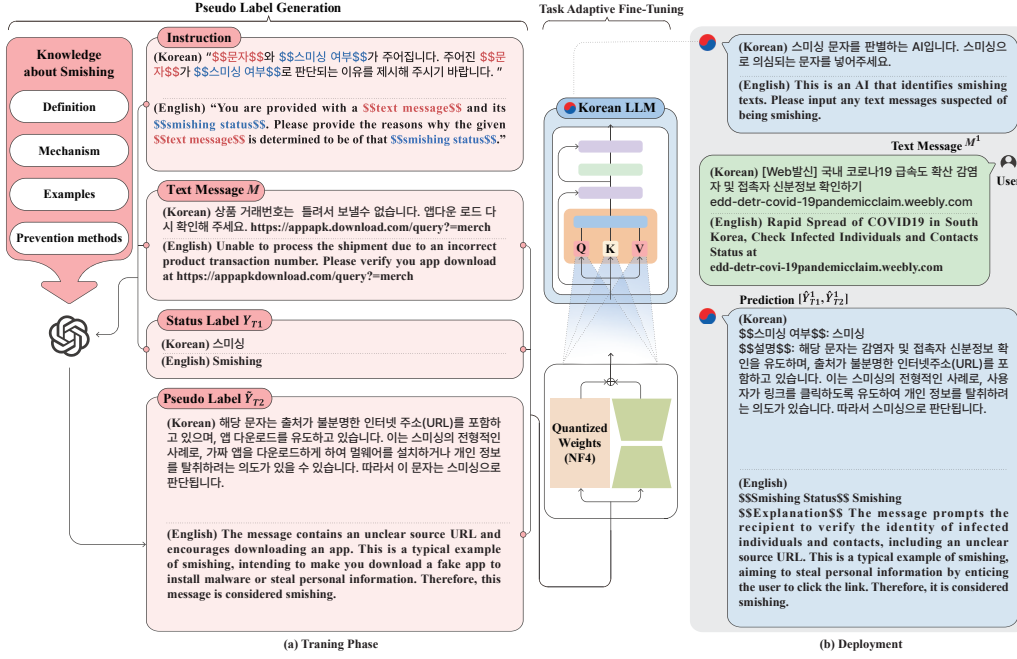 Pseudo Label Generation
Task Adaptive Fine-Tuning
Knowledge
about Smishing
Definition
Mechanism
Examples
Prevention methods
Instruction
(Korean) "$$문자$$와 $$스미싱 여부$$가 주어집니다. 주어진 $$문
자$$가 $$스미싱 여부$$로 판단되는 이유를 제시해 주시기 바랍니다. "
(English) “You are provided with a $$text message$$ and its
$$smishing status$$. Please provide the reasons why the given
$$text message$$ is determined to be of that $$smishing status$$.”
Text Message M
(Korean) 상품 거래번호는 틀려서 보낼수 없습니다. 앱다운 로드 다
시 확인해 주세요. https://appapk.download.com/query?=merch
(English) Unable to process the shipment due to an incorrect
product transaction number. Please verify you app download
at https://appapkdownload.com/query?=merch
Status Label Y_T1
(Korean) 스미싱
(English) Smishing
Pseudo Label Ỹ_T2
(Korean) 해당 문자는 출처가 불분명한 인터넷 주소(URL)를 포함하
고 있으며, 앱 다운로드를 유도하고 있습니다. 이는 스미싱의 전형적인
사례로, 가짜 앱을 다운로드하게 하여 멀웨어를 설치하거나 개인 정보
를 탈취하려는 의도가 있을 수 있습니다. 따라서 이 문자는 스미싱으로
판단됩니다.
(English) The message contains an unclear source URL and
encourages downloading an app. This is a typical example
of smishing, intending to make you download a fake app to
install malware or steal personal information. Therefore, this
message is considered smishing.
(a) Traning Phase
Korean LLM
Q K V
Quantized
Weights
(NF4)
(Korean) 스미싱 문자를 판별하는 AI입니다. 스미싱으
로 의심되는 문자를 넣어주세요.
(English) This is an AI that identifies smishing
texts. Please input any text messages suspected of
being smishing.
Text Message M¹
User
(Korean) [Web발신] 국내 코로나19 급속도 확산 감염
자 및 접촉자 신분정보 확인하기
edd-detr-covid-19pandemicclaim.weebly.com
(English) Rapid Spread of COVID19 in South
Korea, Check Infected Individuals and Contacts
Status at
edd-detr-covi-19pandemicclaim.weebly.com
Prediction [Ŷ¹_T1, Ŷ¹_T2]
(Korean)
$$스미싱 여부$$: 스미싱
$$설명$$: 해당 문자는 감염자 및 접촉자 신분정보 확
인을 유도하며, 출처가 불분명한 인터넷주소(URL)를 포
함하고 있습니다. 이는 스미싱의 전형적인 사례로, 사용
자가 링크를 클릭하도록 유도하여 개인 정보를 탈취하려
는 의도가 있습니다. 따라서 스미싱으로 판단됩니다.
(English)
$$Smishing Status$$ Smishing
$$Explanation$$ The message prompts the
recipient to verify the identity of infected
individuals and contacts, including an unclear
source URL. This is a typical example of smishing,
aiming to steal personal information by enticing
the user to click the link. Therefore, it is considered
smishing.
(b) Deployment